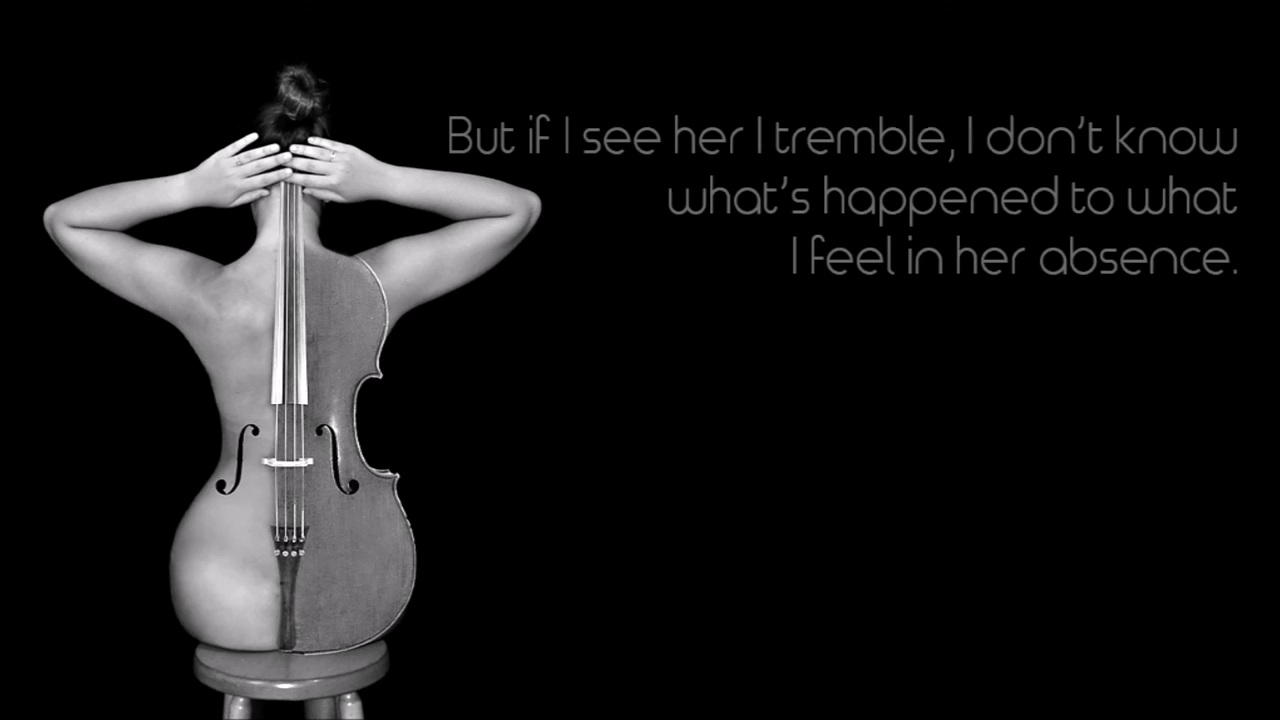 But if I see her I tremble, I don't know
what's happened to what
I feel in her absence.